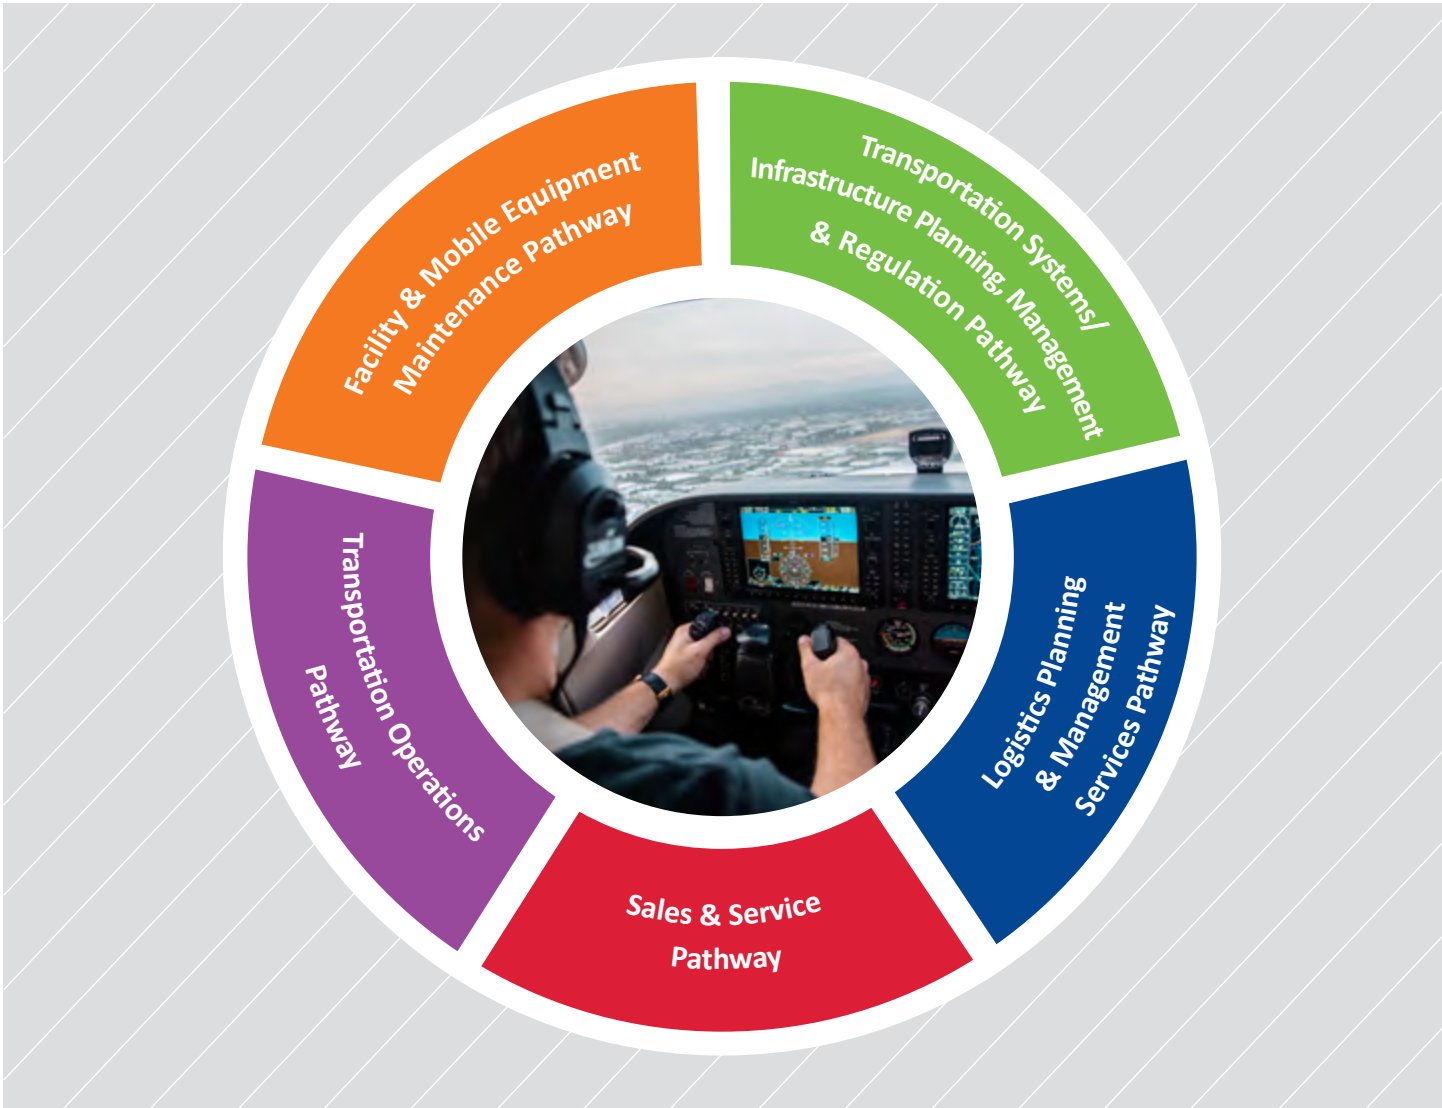 Facility & Mobile Equipment
Maintenance Pathway
Transportation Systems/
Infrastructure Planning, Management
& Regulation Pathway
Logistics Planning
& Management
Services Pathway
Sales & Service
Pathway
Transportation Operations
Pathway